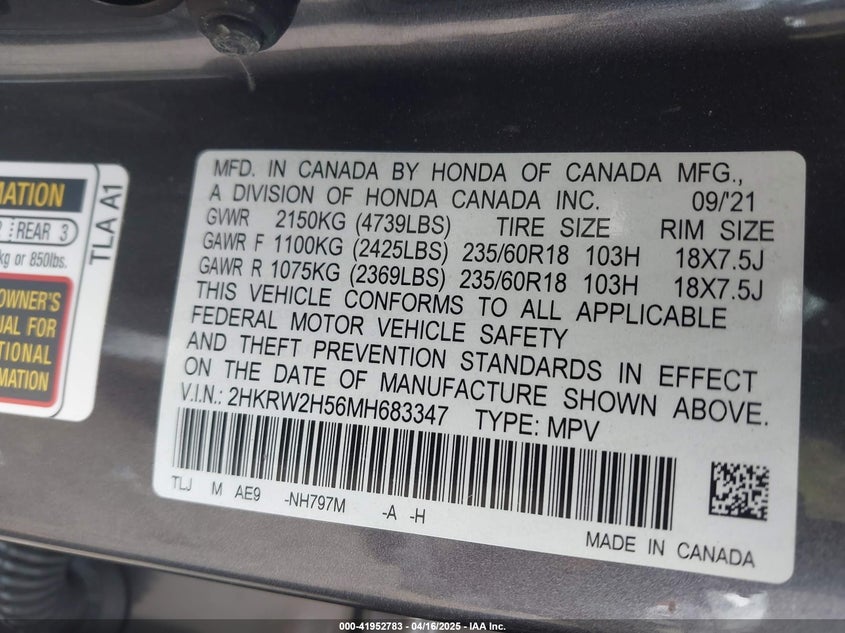 MATION
2 REAR 3
kg or 850lbs.
OWNER'S
UAL FOR
TIONAL
MATION
TLA A1
MFD. IN CANADA BY HONDA OF CANADA MFG.,
A DIVISION OF HONDA CANADA INC. 09/'21
GVWR 2150KG (4739LBS) TIRE SIZE RIM SIZE
GAWR F 1100KG (2425LBS) 235/60R18 103H 18X7.5J
GAWR R 1075KG (2369LBS) 235/60R18 103H 18X7.5J
THIS VEHICLE CONFORMS TO ALL APPLICABLE
FEDERAL MOTOR VEHICLE SAFETY
AND THEFT PREVENTION STANDARDS IN EFFECT
ON THE DATE OF MANUFACTURE SHOWN ABOVE.
V.I.N.: 2HKRW2H56MH683347 TYPE: MPV
TLJ M AE9 -NH797M -A -H
MADE IN CANADA
000-41952783 - 04/16/2025 - IAA Inc.